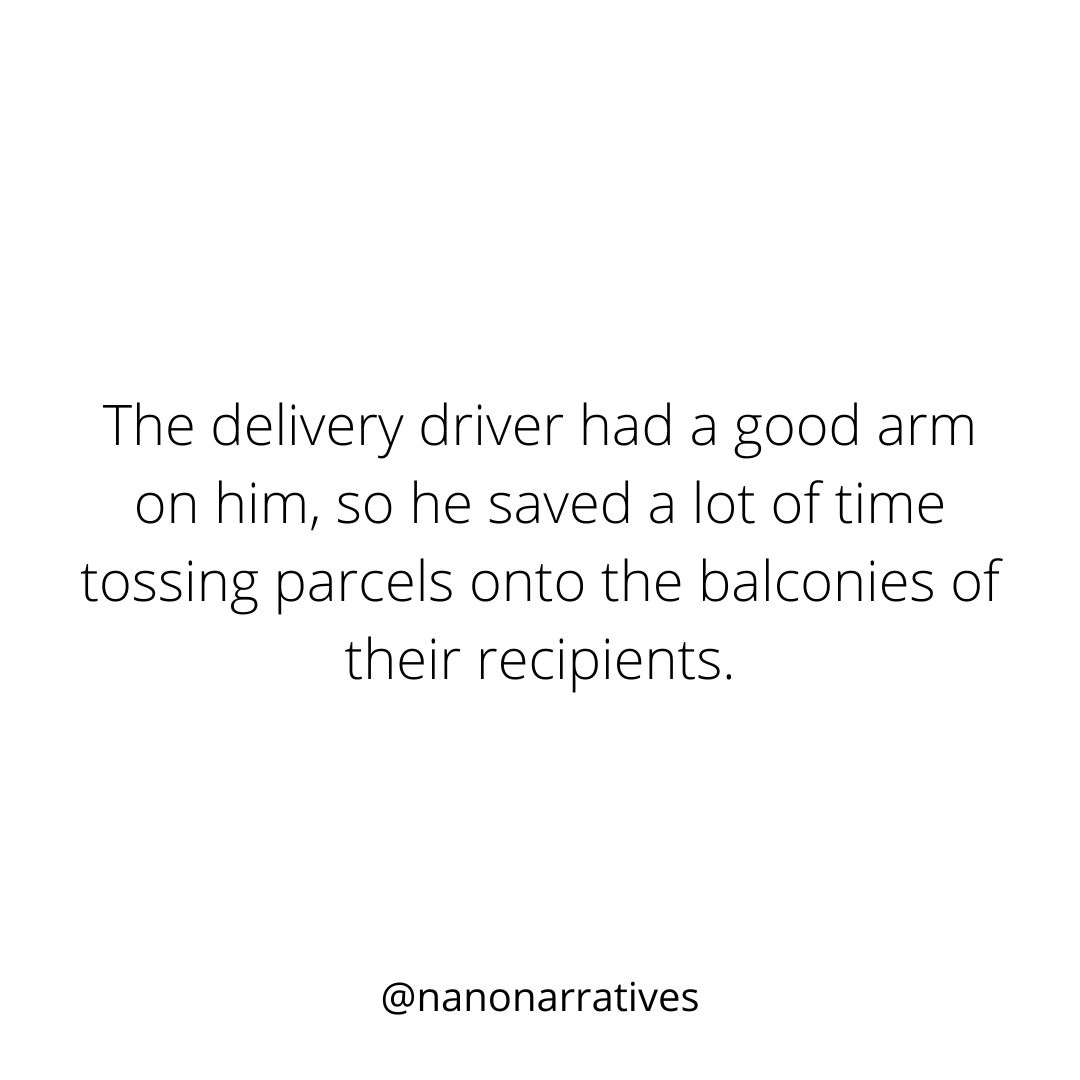 The delivery driver had a good arm
on him, so he saved a lot of time
tossing parcels onto the balconies of
their recipients.
@nanonarratives